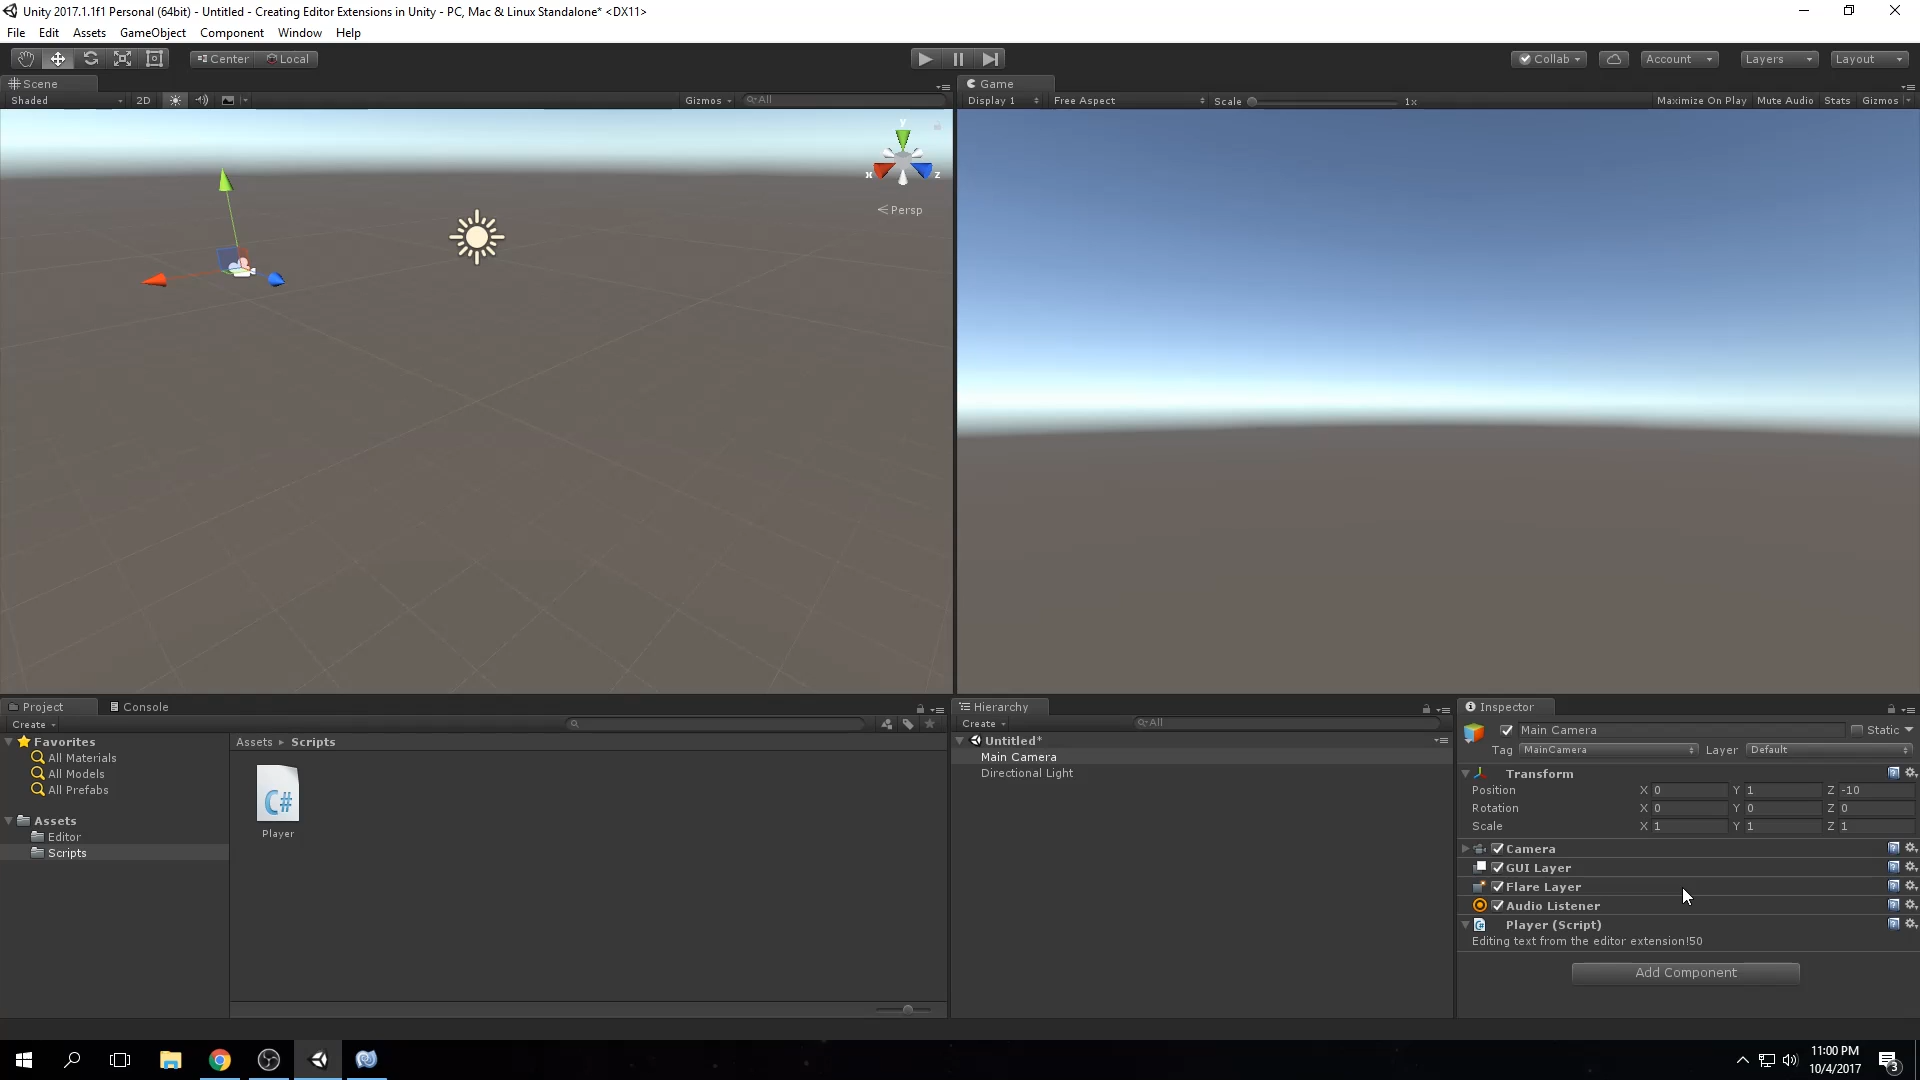 Unity 2017.1.1f1 Personal (64bit) - Untitled - Creating Editor Extensions in Unity - PC, Mac & Linux Standalone* <DX11>
File Edit Assets GameObject Component Window Help
Center Local
Collab Account Layers Layout
Scene
Shaded 2D Gizmos All
y
x z
Persp
Game
Display 1 Free Aspect Scale 1x Maximize On Play Mute Audio Stats Gizmos
Project Console
Create
Favorites
All Materials
All Models
All Prefabs
Assets
Editor
Scripts
Assets Scripts
C#
Player
Hierarchy
Create All
Untitled*
Main Camera
Directional Light
Inspector
Main Camera Static
Tag MainCamera Layer Default
Transform
Position X 0 Y 1 Z -10
Rotation X 0 Y 0 Z 0
Scale X 1 Y 1 Z 1
Camera
GUI Layer
Flare Layer
Audio Listener
Player (Script)
Editing text from the editor extension!50
Add Component
11:00 PM
10/4/2017
3